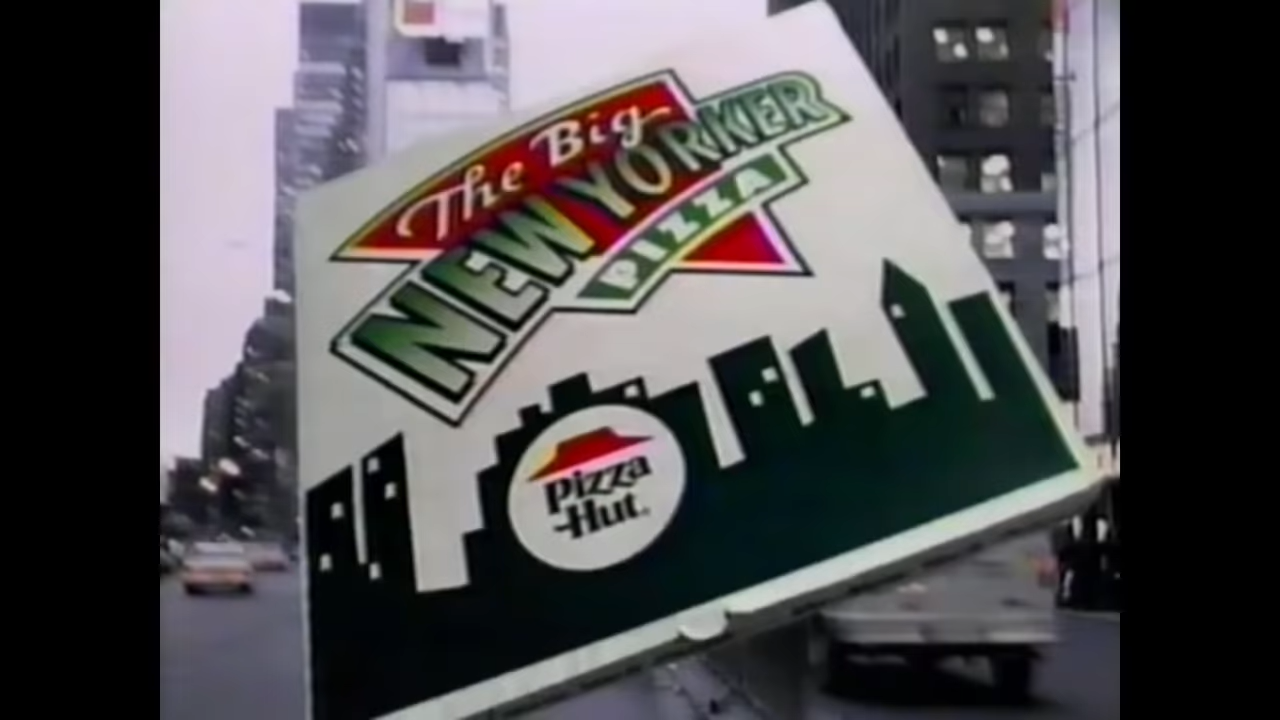 The Big
NEW YORKER
PIZZA
Pizza
Hut